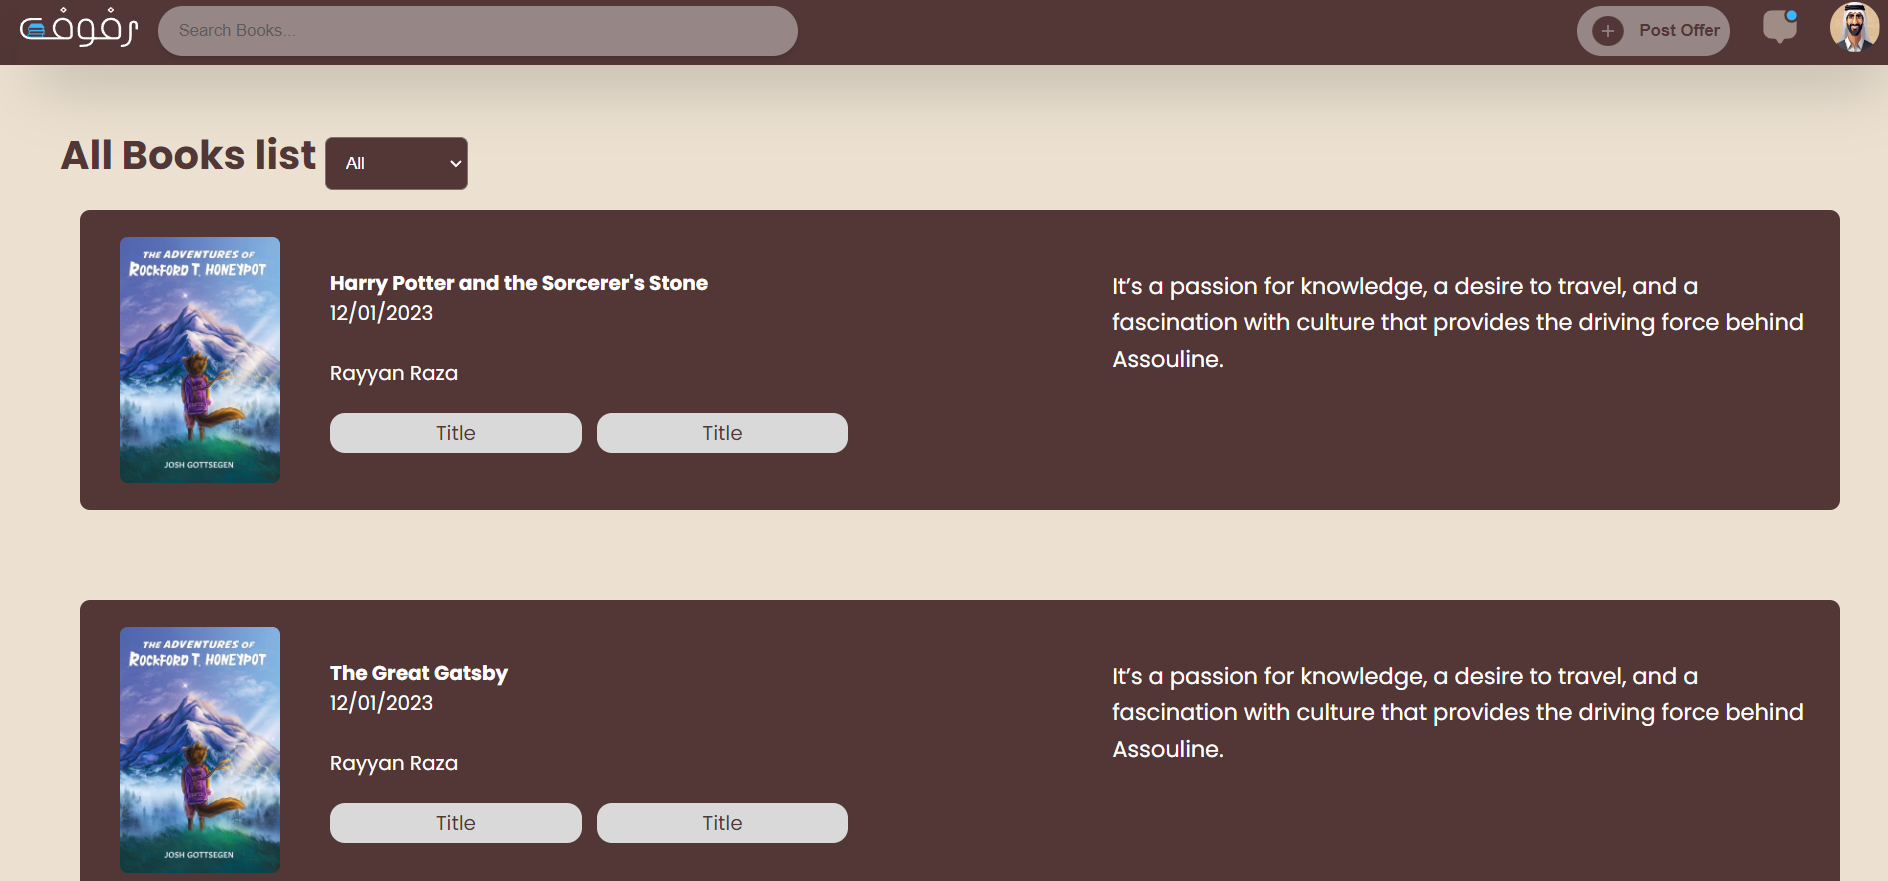 رفوف
Search Books...
+ Post Offer
All Books list
All
THE ADVENTURES OF
ROCKFORD T. HONEYPOT
JOSH GOTTSEGEN
Harry Potter and the Sorcerer's Stone
12/01/2023
Rayyan Raza
Title Title
It’s a passion for knowledge, a desire to travel, and a
fascination with culture that provides the driving force behind
Assouline.
THE ADVENTURES OF
ROCKFORD T. HONEYPOT
JOSH GOTTSEGEN
The Great Gatsby
12/01/2023
Rayyan Raza
Title Title
It’s a passion for knowledge, a desire to travel, and a
fascination with culture that provides the driving force behind
Assouline.